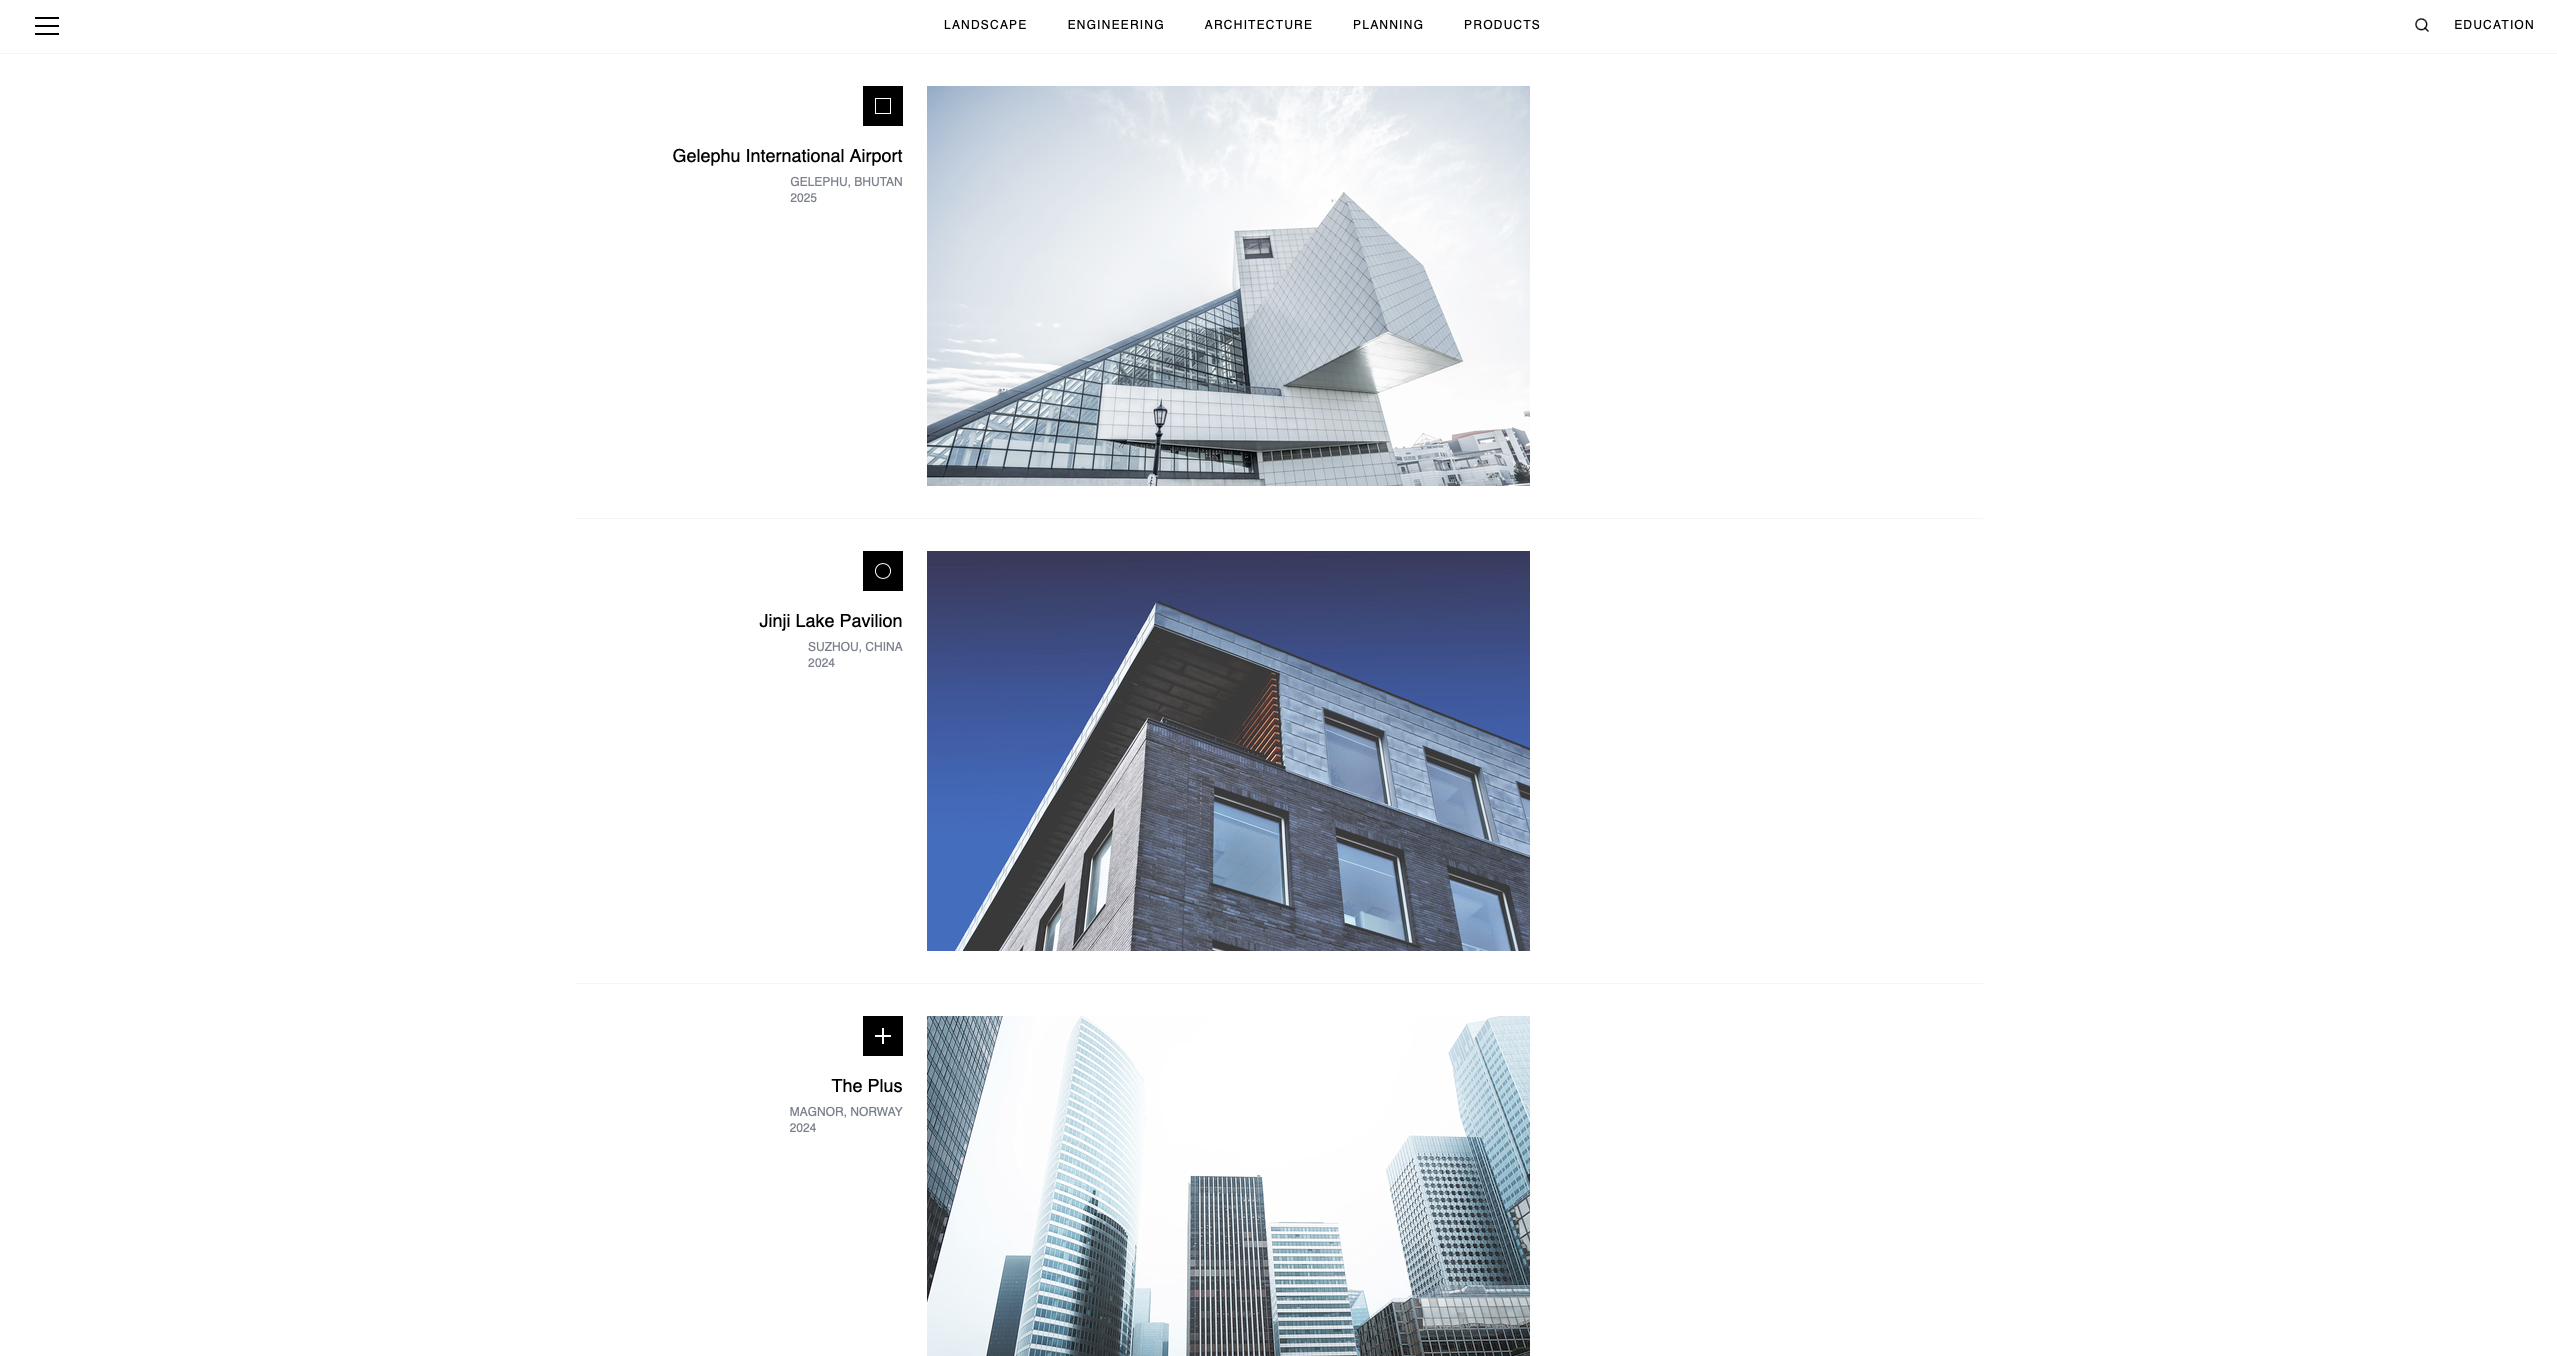 LANDSCAPE ENGINEERING ARCHITECTURE PLANNING PRODUCTS EDUCATION
Gelephu International Airport
GELEPHU, BHUTAN
2025
Jinji Lake Pavilion
SUZHOU, CHINA
2024
The Plus
MAGNOR, NORWAY
2024